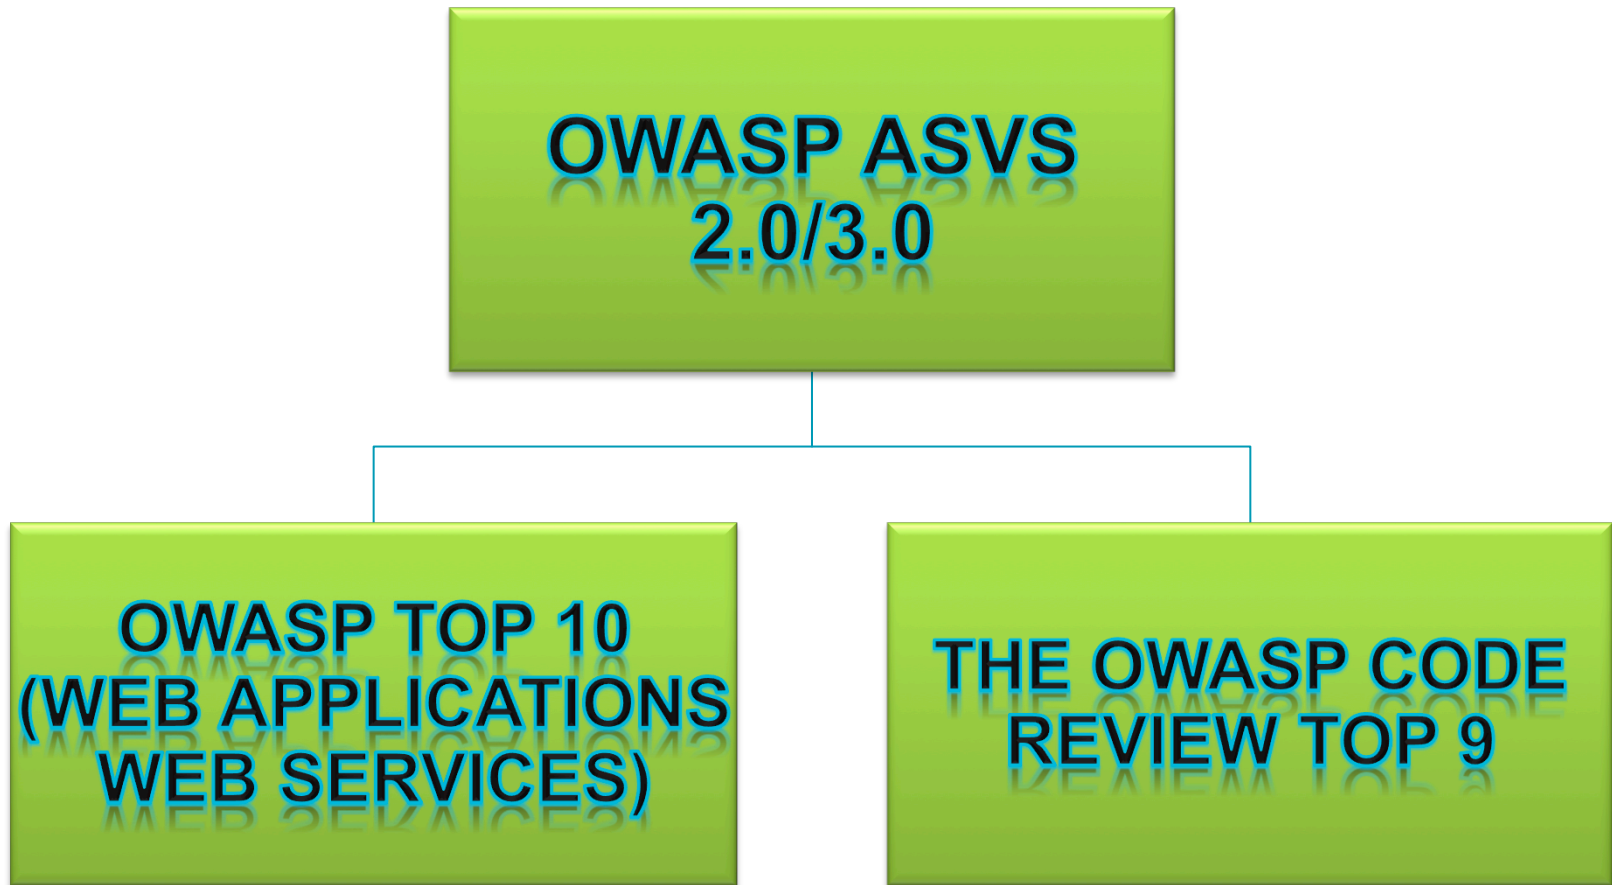 OWASP ASVS
2.0/3.0
OWASP TOP 10
(WEB APPLICATIONS
WEB SERVICES)
THE OWASP CODE
REVIEW TOP 9